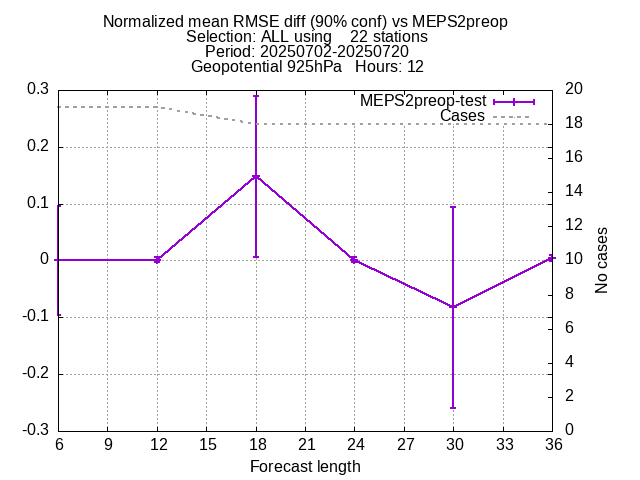 Normalized mean RMSE diff (90% conf) vs MEPS2preop
Selection: ALL using    22 stations
Period: 20250702-20250720
Geopotential 925hPa   Hours: 12
MEPS2preop-test
Cases
0.3
0.2
0.1
0
-0.1
-0.2
-0.3
20
18
16
14
12
10
8
6
4
2
0
No cases
6 9 12 15 18 21 24 27 30 33 36
Forecast length